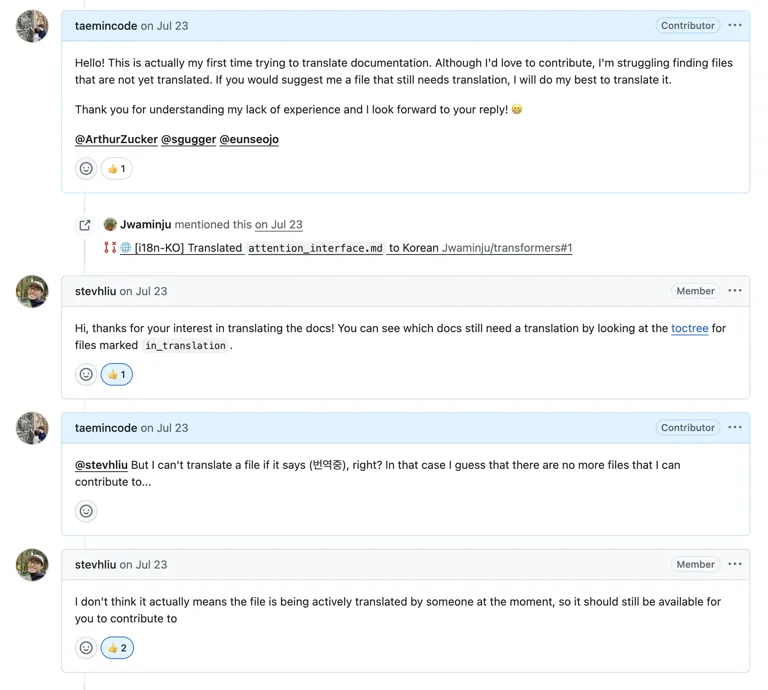 taemincode on Jul 23
Contributor
Hello! This is actually my first time trying to translate documentation. Although I'd love to contribute, I'm struggling finding files
that are not yet translated. If you would suggest me a file that still needs translation, I will do my best to translate it.
Thank you for understanding my lack of experience and I look forward to your reply! 😀
@ArthurZucker @sgugger @eunseojo
👍 1
Jwaminju mentioned this on Jul 23
🌐 [i18n-KO] Translated attention_interface.md to Korean Jwaminju/transformers#1
stevhliu on Jul 23
Member
Hi, thanks for your interest in translating the docs! You can see which docs still need a translation by looking at the toctree for
files marked in_translation.
👍 1
taemincode on Jul 23
Contributor
@stevhliu But I can't translate a file if it says (번역중), right? In that case I guess that there are no more files that I can
contribute to...
stevhliu on Jul 23
Member
I don't think it actually means the file is being actively translated by someone at the moment, so it should still be available for
you to contribute to
👍 2